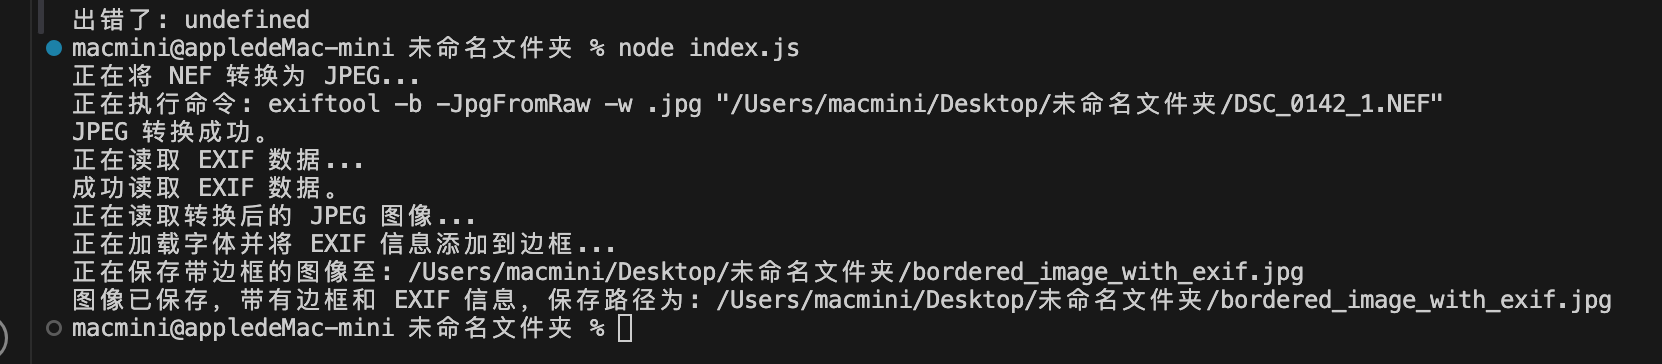 出错了: undefined
macmini@appledeMac-mini 未命名文件夹 % node index.js
正在将 NEF 转换为 JPEG...
正在执行命令: exiftool -b -JpgFromRaw -w .jpg "/Users/macmini/Desktop/未命名文件夹/DSC_0142_1.NEF"
JPEG 转换成功。
正在读取 EXIF 数据...
成功读取 EXIF 数据。
正在读取转换后的 JPEG 图像...
正在加载字体并将 EXIF 信息添加到边框...
正在保存带边框的图像至: /Users/macmini/Desktop/未命名文件夹/bordered_image_with_exif.jpg
图像已保存, 带有边框和 EXIF 信息, 保存路径为: /Users/macmini/Desktop/未命名文件夹/bordered_image_with_exif.jpg
macmini@appledeMac-mini 未命名文件夹 %